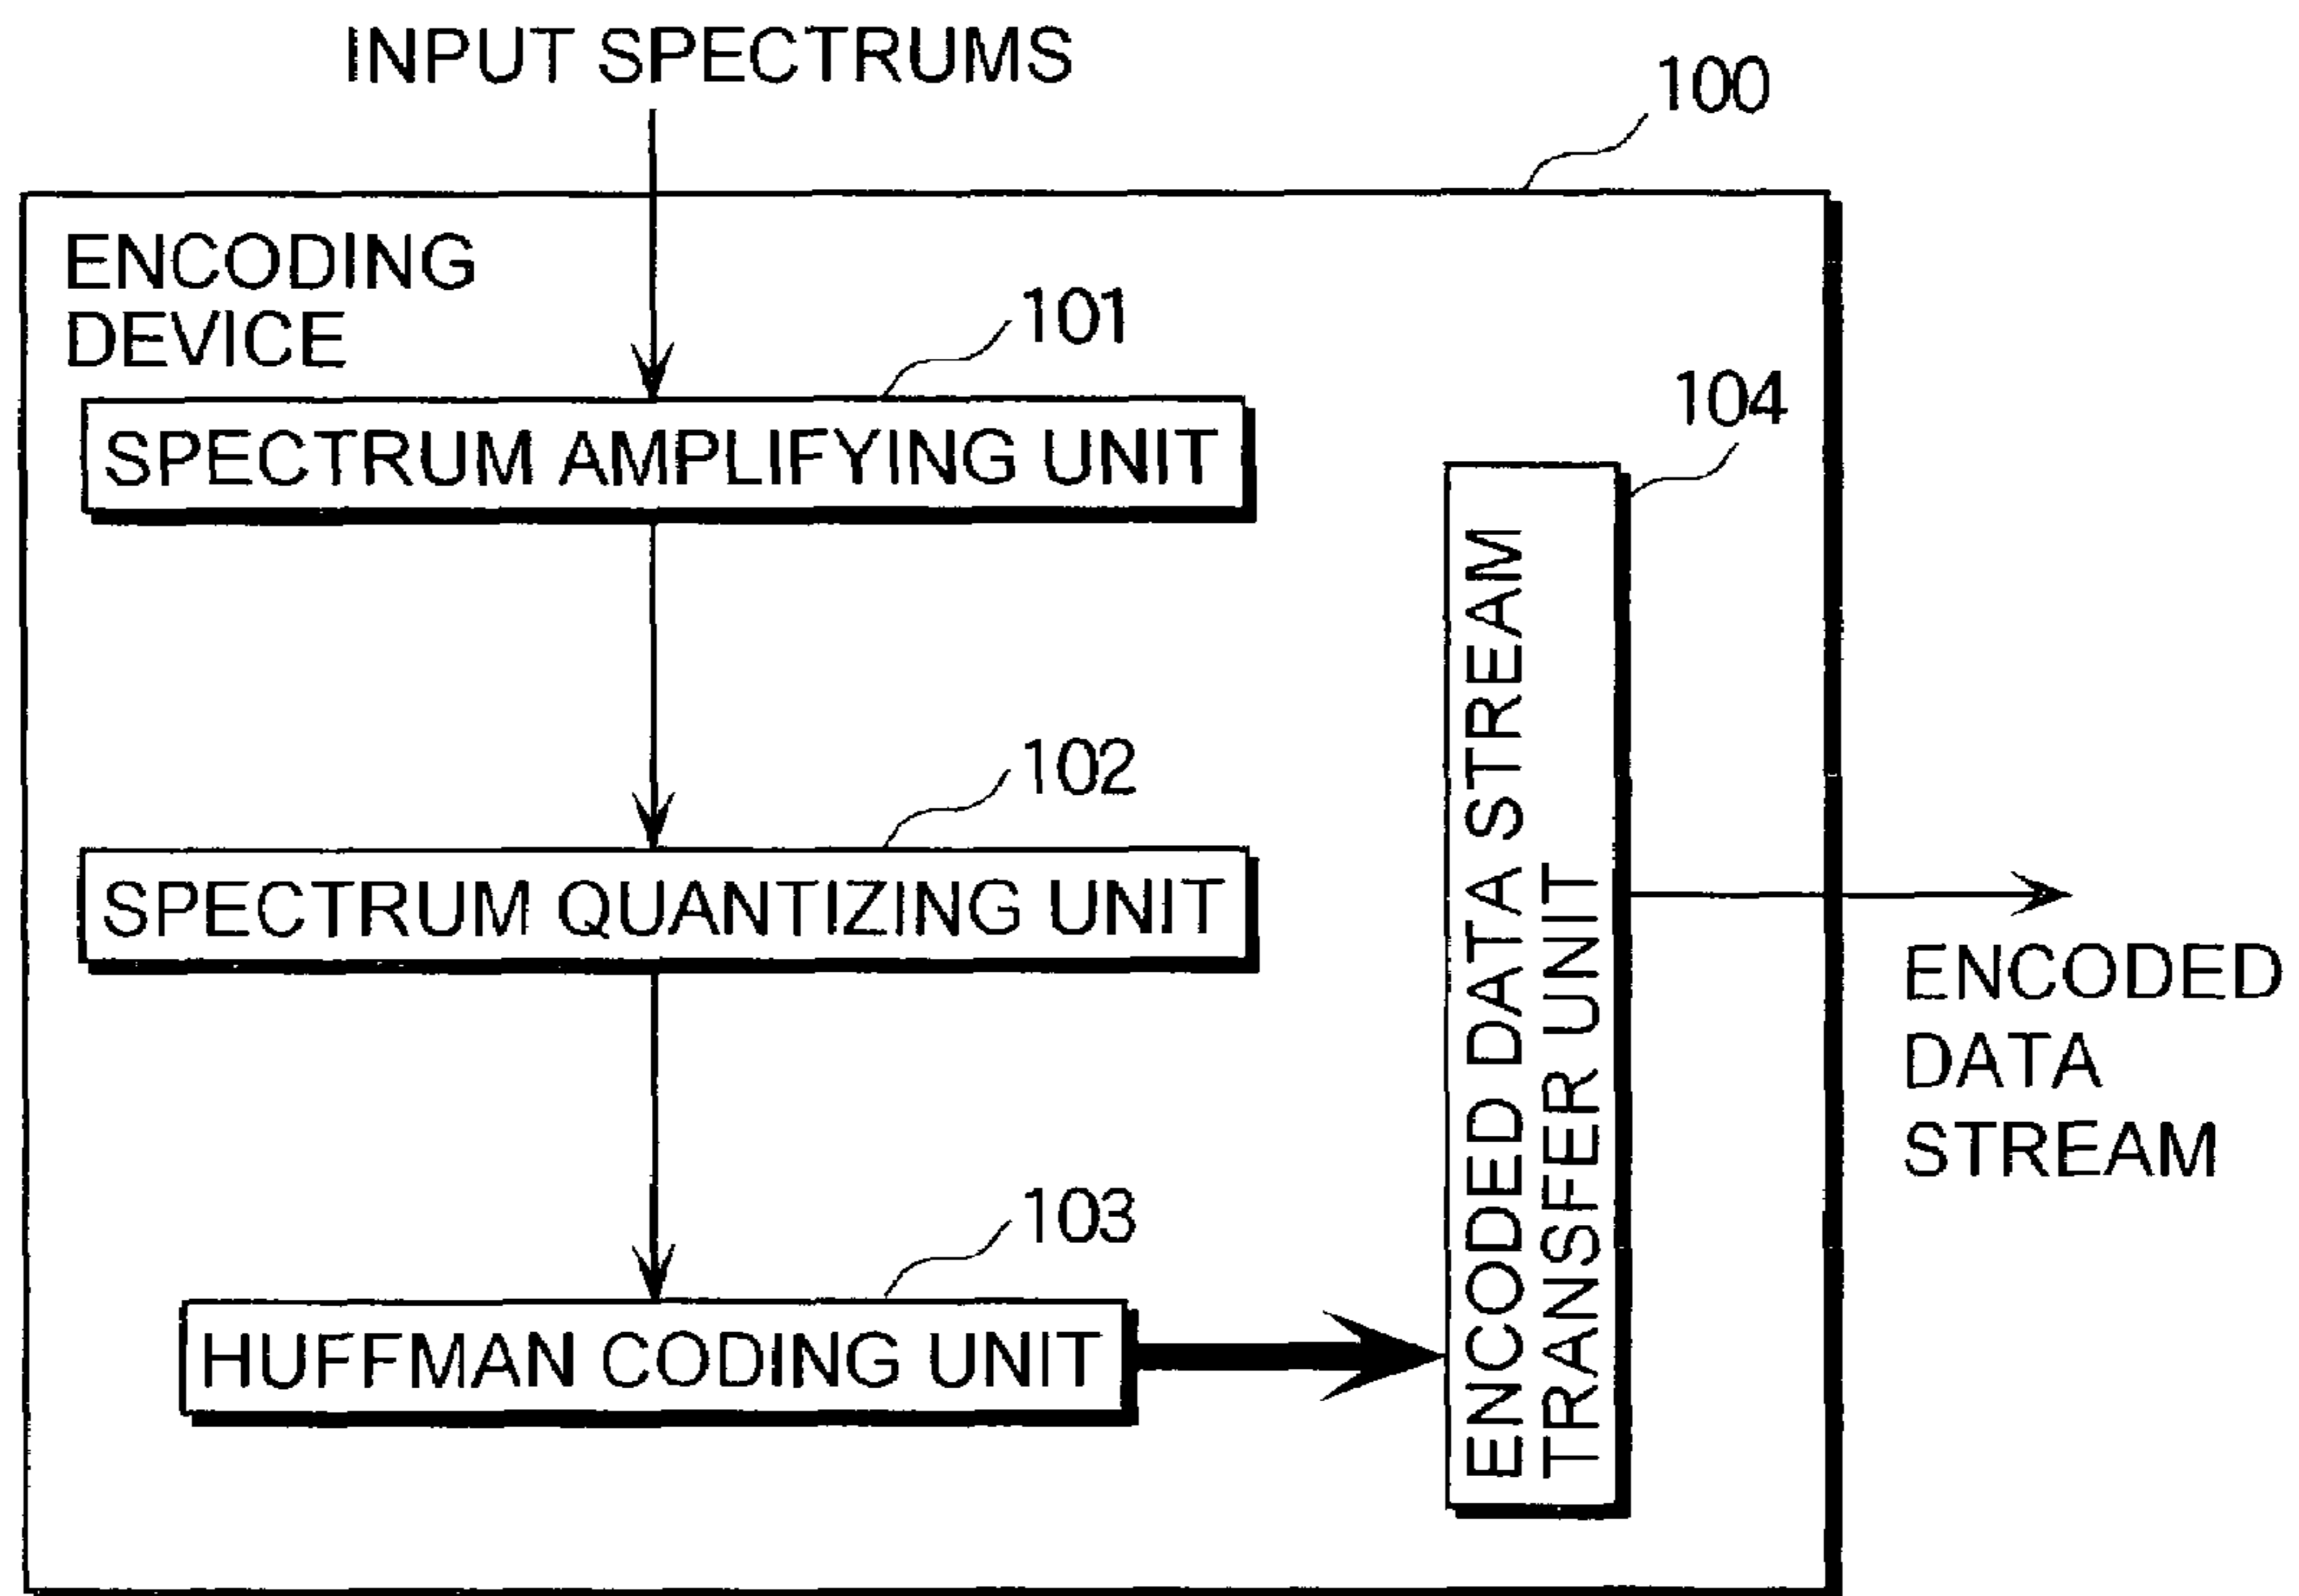 INPUT SPECTRUMS
100
ENCODING
DEVICE
101
SPECTRUM AMPLIFYING UNIT
104
ENCODED DATA STREAM
TRANSFER UNIT
102
SPECTRUM QUANTIZING UNIT
ENCODED
DATA
STREAM
103
HUFFMAN CODING UNIT